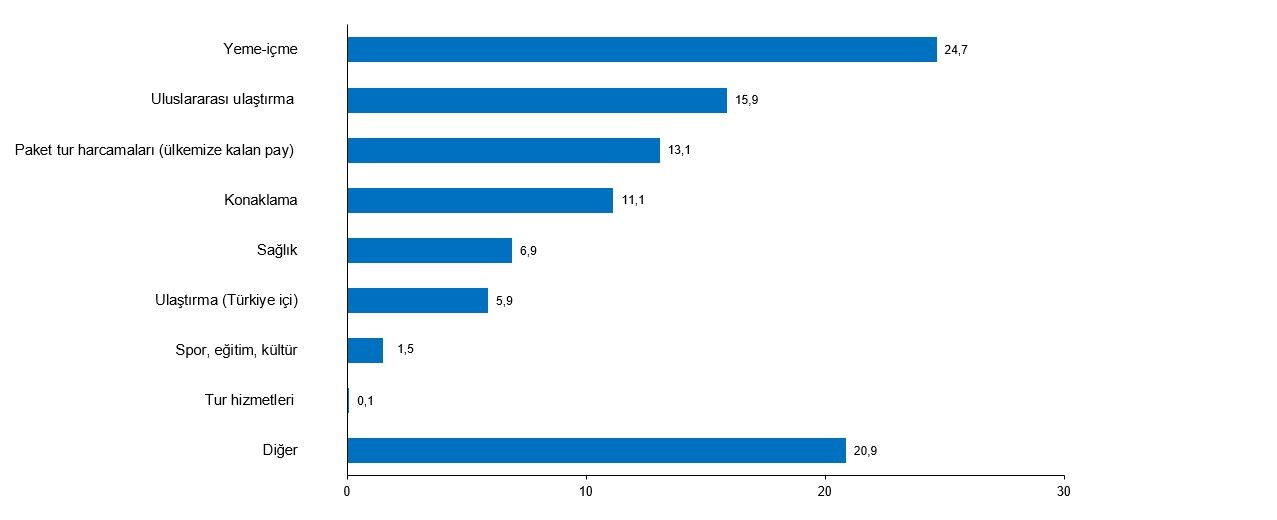 Yeme-içme 24,7
Uluslararası ulaştırma 15,9
Paket tur harcamaları (ülkemize kalan pay) 13,1
Konaklama 11,1
Sağlık 6,9
Ulaştırma (Türkiye içi) 5,9
Spor, eğitim, kültür 1,5
Tur hizmetleri 0,1
Diğer 20,9
0 10 20 30